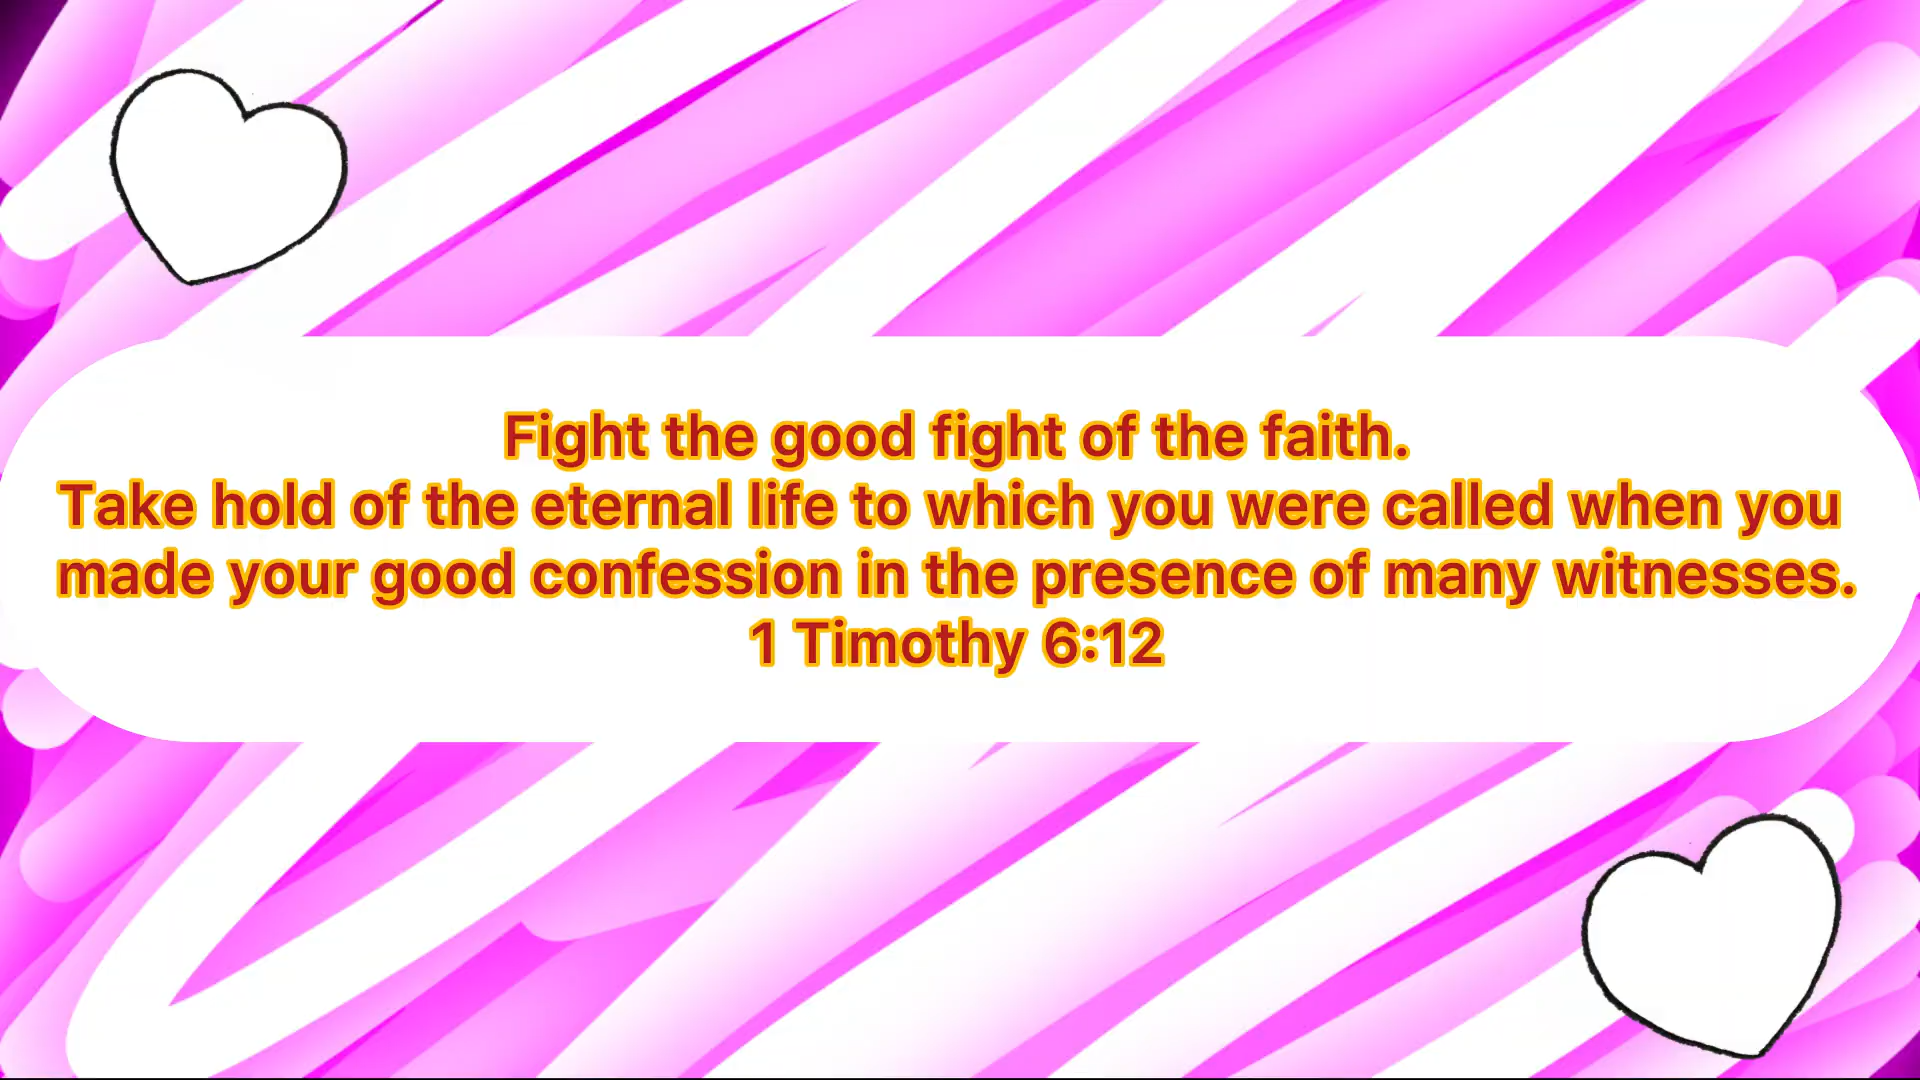 Fight the good fight of the faith.
Take hold of the eternal life to which you were called when you
made your good confession in the presence of many witnesses.
1 Timothy 6:12